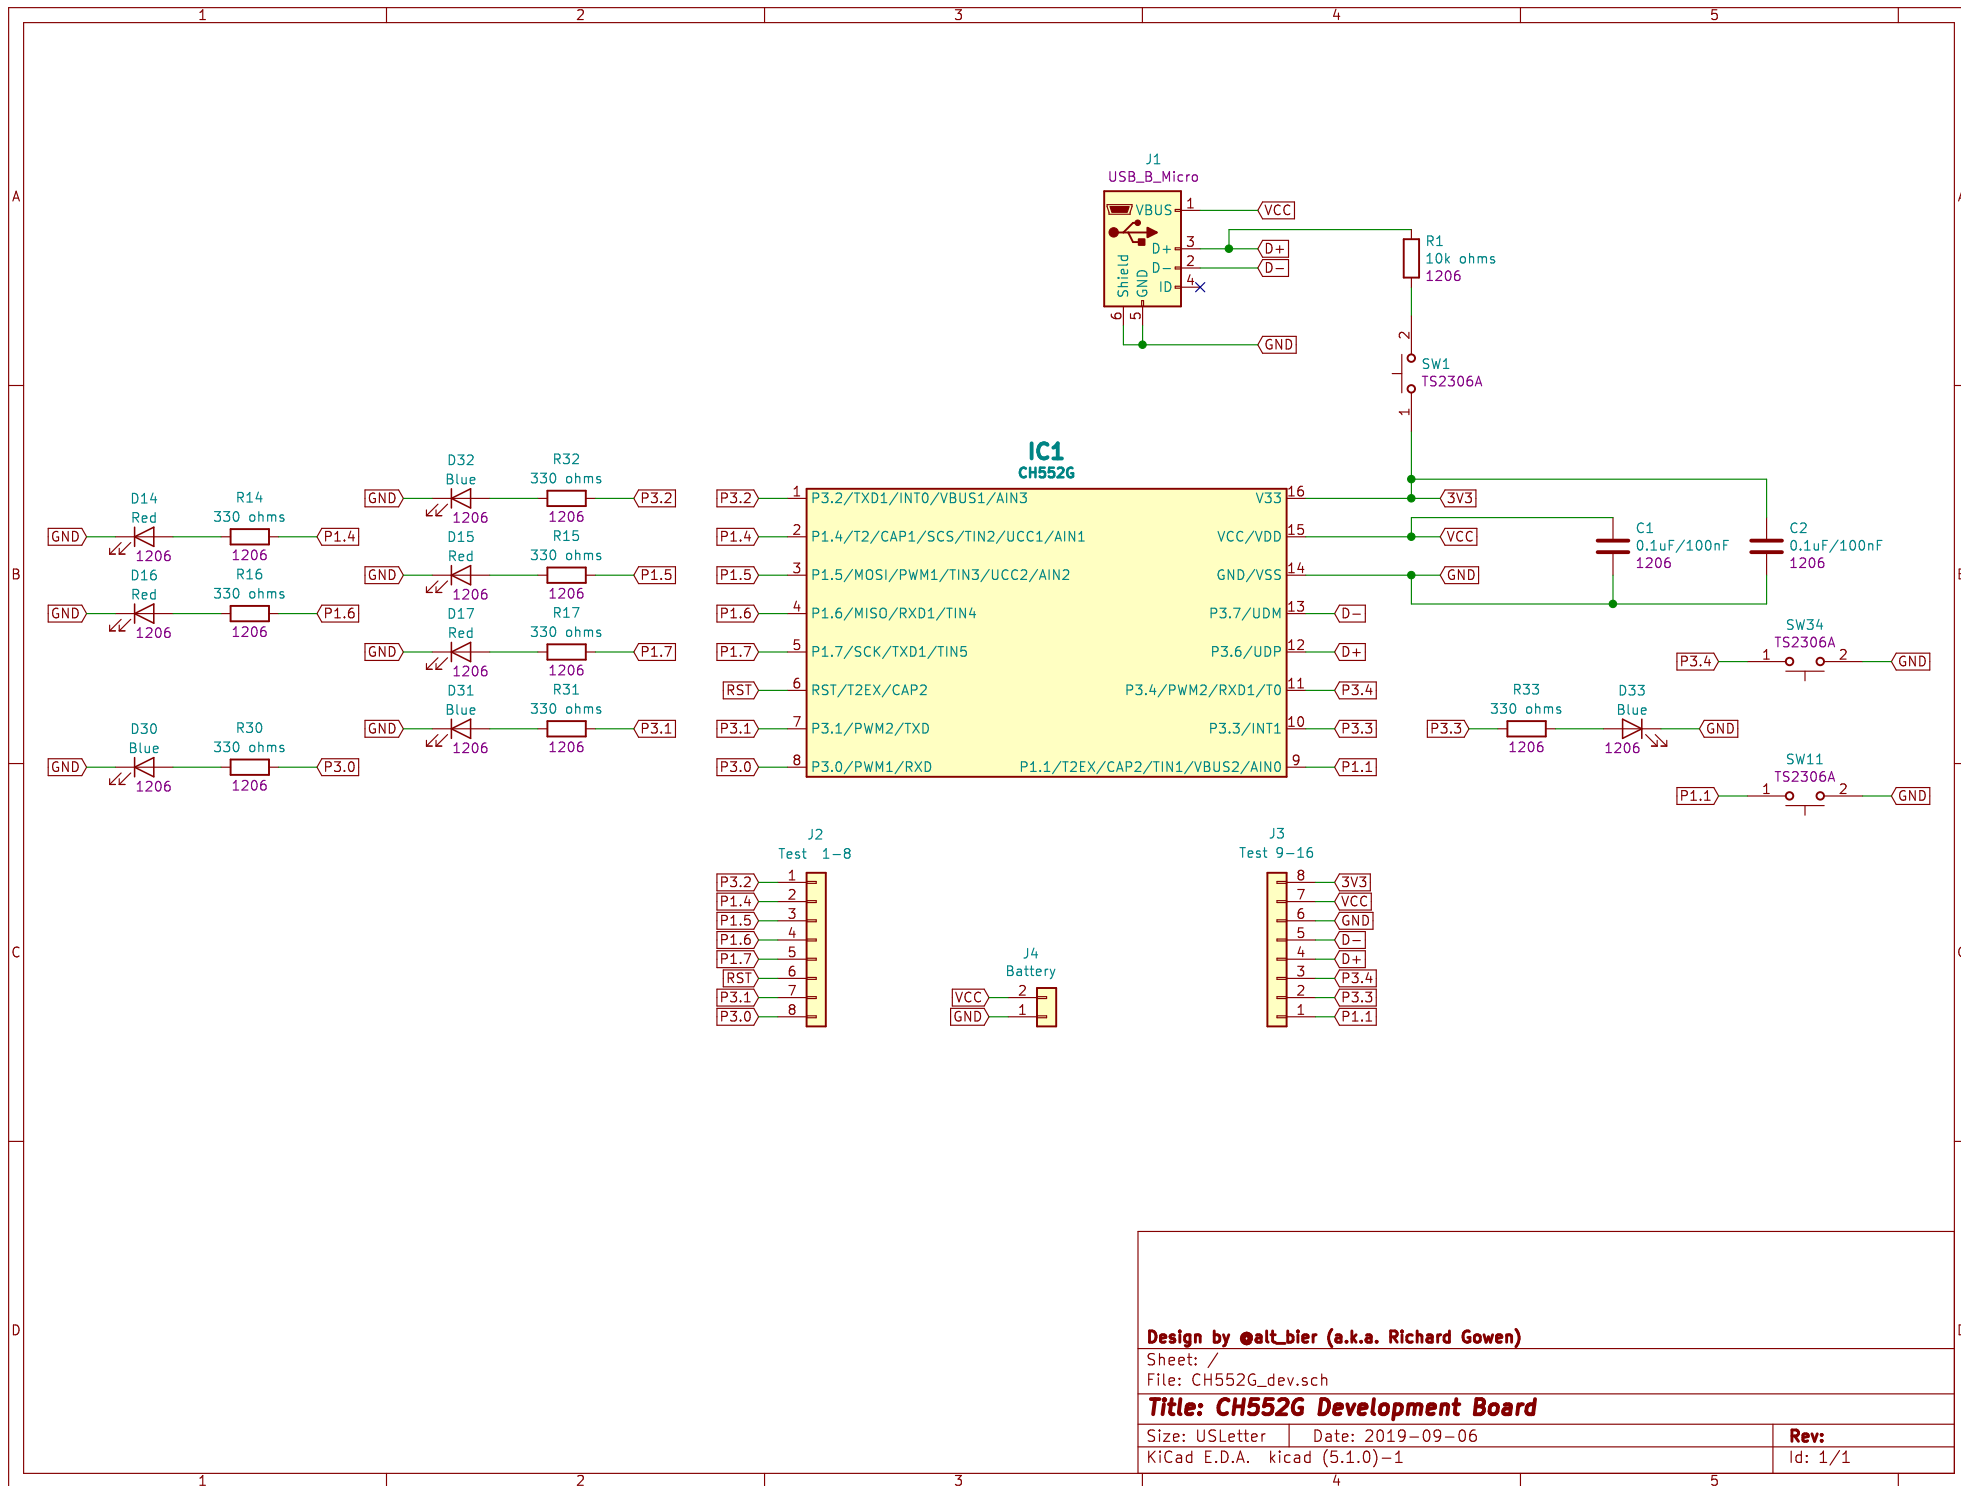 1 2 3 4 5
A
J1
USB_B_Micro
VBUS 1 VCC
D+ 3 D+
D- 2 D-
ID 4
Shield GND
6 5
GND
R1
10k ohms
1206
2
SW1
TS2306A
1
IC1
CH552G
P3.2 1 P3.2/TXD1/INT0/VBUS1/AIN3
P1.4 2 P1.4/T2/CAP1/SCS/TIN2/UCC1/AIN1
P1.5 3 P1.5/MOSI/PWM1/TIN3/UCC2/AIN2
P1.6 4 P1.6/MISO/RXD1/TIN4
P1.7 5 P1.7/SCK/TXD1/TIN5
RST 6 RST/T2EX/CAP2
P3.1 7 P3.1/PWM2/TXD
P3.0 8 P3.0/PWM1/RXD
V33 16 3V3
VCC/VDD 15 VCC
GND/VSS 14 GND
P3.7/UDM 13 D-
P3.6/UDP 12 D+
P3.4/PWM2/RXD1/T0 11 P3.4
P3.3/INT1 10 P3.3
P1.1/T2EX/CAP2/TIN1/VBUS2/AIN0 9 P1.1
B
D14
Red
GND 1206
R14
330 ohms
1206
P1.4
D16
Red
GND 1206
R16
330 ohms
1206
P1.6
D30
Blue
GND 1206
R30
330 ohms
1206
P3.0
D32
Blue
GND 1206
R32
330 ohms
1206
P3.2
D15
Red
GND 1206
R15
330 ohms
1206
P1.5
D17
Red
GND 1206
R17
330 ohms
1206
P1.7
D31
Blue
GND 1206
R31
330 ohms
1206
P3.1
C1
0.1uF/100nF
1206
C2
0.1uF/100nF
1206
SW34
TS2306A
P3.4 1 2 GND
R33
330 ohms
1206
P3.3
D33
Blue
1206
GND
SW11
TS2306A
P1.1 1 2 GND
C
J2
Test 1-8
P3.2 1
P1.4 2
P1.5 3
P1.6 4
P1.7 5
RST 6
P3.1 7
P3.0 8
J4
Battery
VCC 2
GND 1
J3
Test 9-16
8 3V3
7 VCC
6 GND
5 D-
4 D+
3 P3.4
2 P3.3
1 P1.1
D
Design by @alt_bier (a.k.a. Richard Gowen)
Sheet: /
File: CH552G_dev.sch
Title: CH552G Development Board
Size: USLetter Date: 2019-09-06 Rev:
KiCad E.D.A. kicad (5.1.0)-1 Id: 1/1
1 2 3 4 5